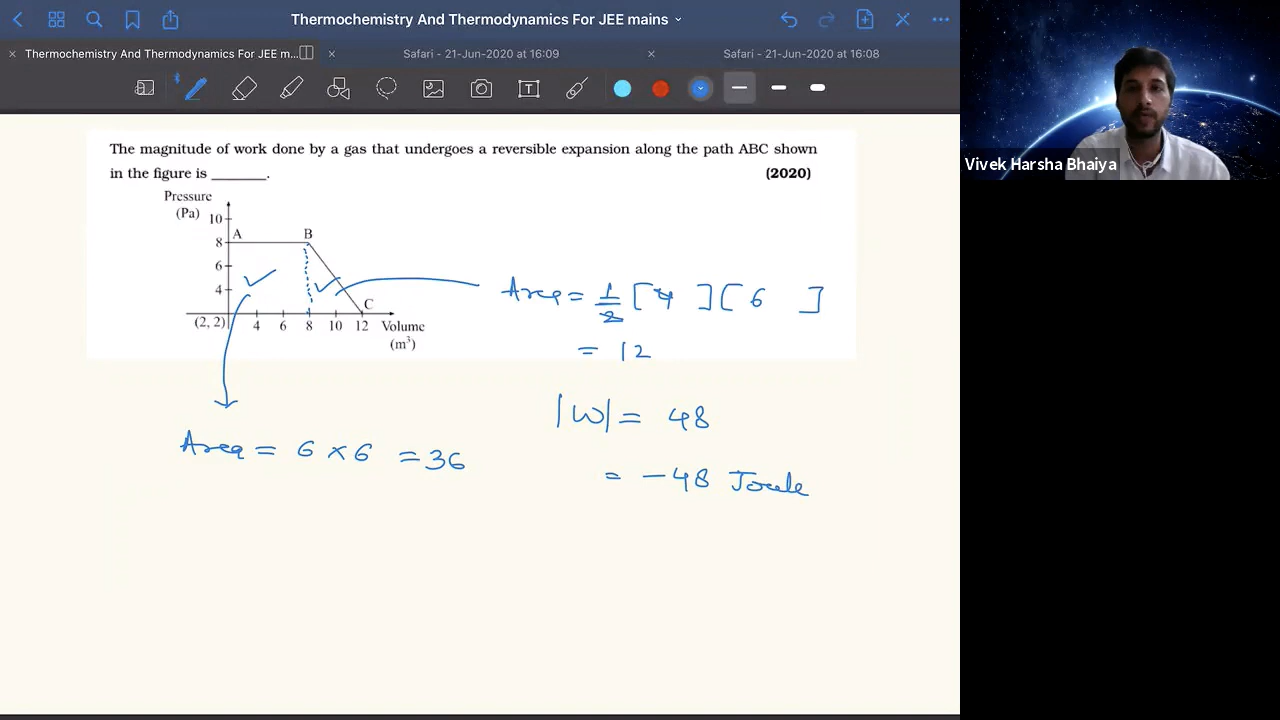 Thermochemistry And Thermodynamics For JEE mains
Thermochemistry And Thermodynamics For JEE m...
Safari - 21-Jun-2020 at 16:09
Safari - 21-Jun-2020 at 16:08
T
Vivek Harsha Bhaiya
The magnitude of work done by a gas that undergoes a reversible expansion along the path ABC shown
in the figure is _______. (2020)
Pressure
(Pa)
10
8
6
4
A
B
C
(2, 2)
4 6 8 10 12 Volume
(m³)
Area = 1/2 [4 ][6 ]
= 12
|W| = 48
= -48 Joule
Area = 6 × 6 = 36